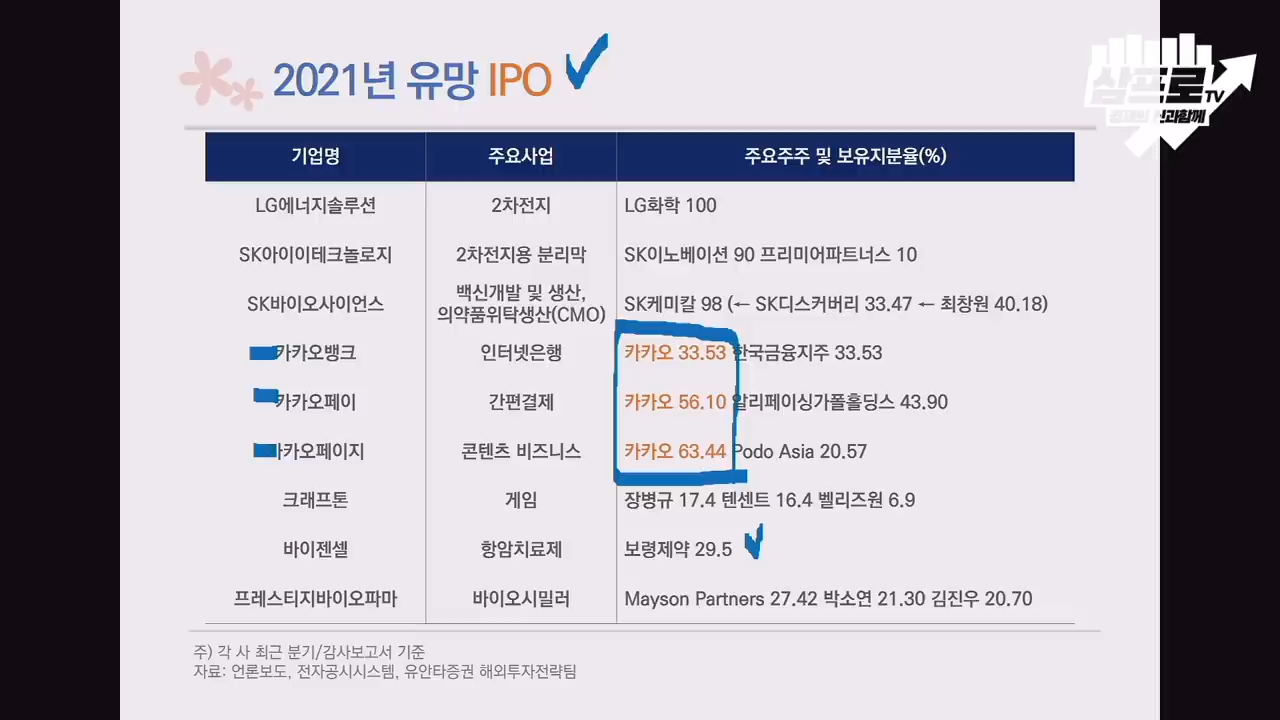 2021년 유망 IPO
삼프로TV
경제의 신과함께
기업명 주요사업 주요주주 및 보유지분율(%)
LG에너지솔루션 2차전지 LG화학 100
SK아이이테크놀로지 2차전지용 분리막 SK이노베이션 90 프리미어파트너스 10
SK바이오사이언스 백신개발 및 생산,
의약품위탁생산(CMO) SK케미칼 98 (← SK디스커버리 33.47 ← 최창원 40.18)
카카오뱅크 인터넷은행 카카오 33.53 한국금융지주 33.53
카카오페이 간편결제 카카오 56.10 알리페이싱가폴홀딩스 43.90
카카오페이지 콘텐츠 비즈니스 카카오 63.44 Podo Asia 20.57
크래프톤 게임 장병규 17.4 텐센트 16.4 벨리즈원 6.9
바이젠셀 항암치료제 보령제약 29.5
프레스티지바이오파마 바이오시밀러 Mayson Partners 27.42 박소연 21.30 김진우 20.70
주) 각 사 최근 분기/감사보고서 기준
자료: 언론보도, 전자공시시스템, 유안타증권 해외투자전략팀